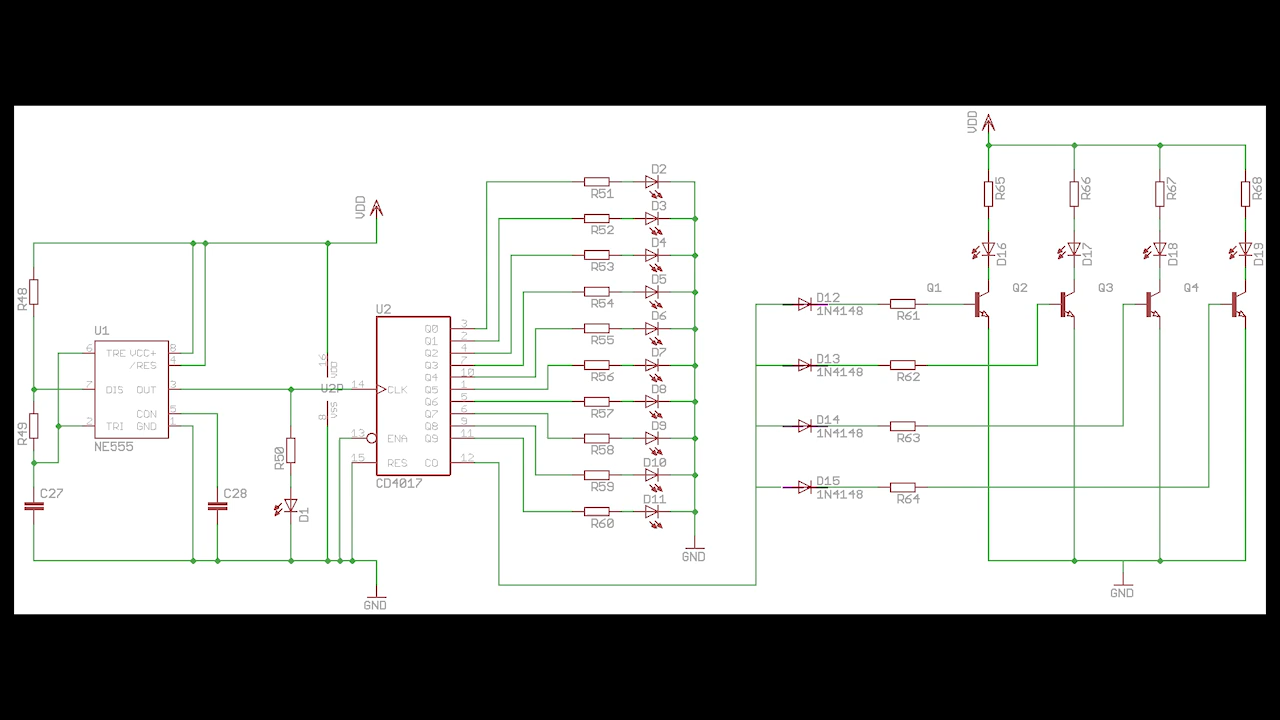 VDD
R65
R66
R67
R68
D16
D17
D18
D19
Q1
Q2
Q3
Q4
VDD
R48
R49
C27
U1
6 TRE VCC+ 8
/RES 4
7 DIS OUT 3
CON 5
2 TRI GND 1
NE555
C28
R50
D1
16 VDD
U2P
8 VSS
GND
U2
Q0 3
Q1 2
Q2 4
Q3 7
Q4 10
14 CLK Q5 1
Q6 5
Q7 6
13 ENA Q8 9
Q9 11
15 RES CO 12
CD4017
D2
R51
D3
R52
D4
R53
D5
R54
D6
R55
D7
R56
D8
R57
D9
R58
D10
R59
D11
R60
GND
D12
1N4148
R61
D13
1N4148
R62
D14
1N4148
R63
D15
1N4148
R64
GND